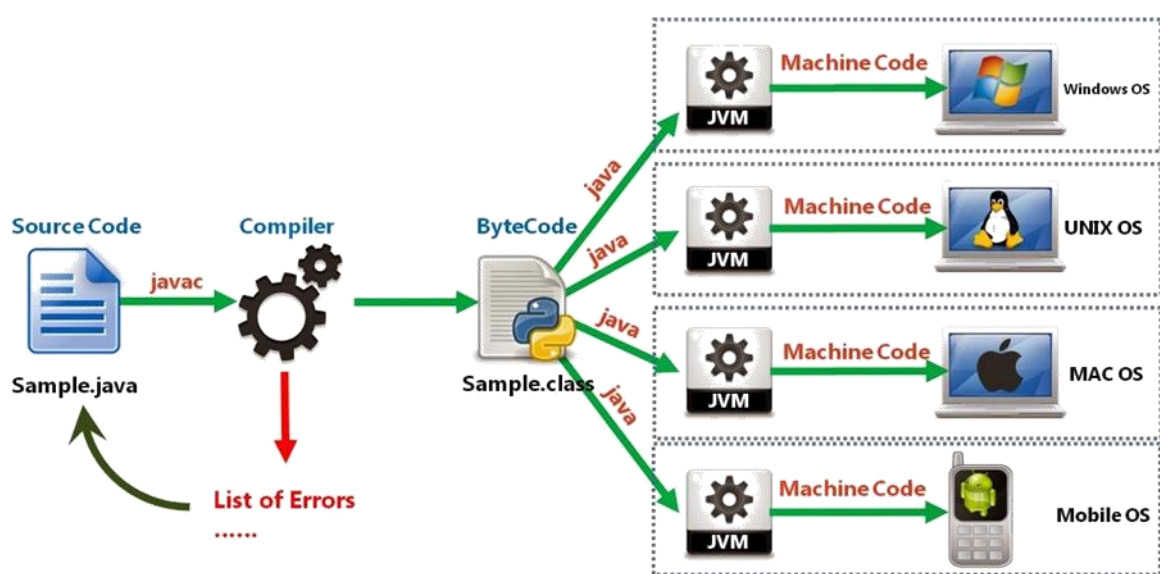 Source Code
Sample.java
javac
Compiler
List of Errors
......
ByteCode
Sample.class
java
JVM
Machine Code
Windows OS
java
JVM
Machine Code
UNIX OS
java
JVM
Machine Code
MAC OS
java
JVM
Machine Code
Mobile OS